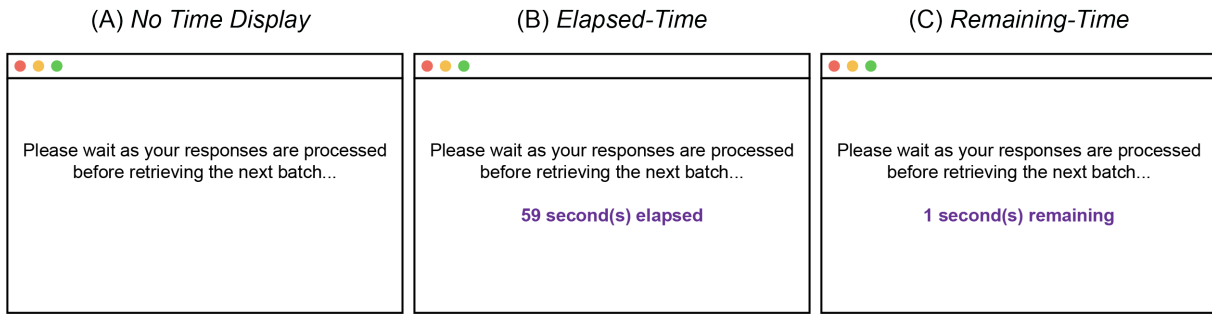 (A) No Time Display
Please wait as your responses are processed
before retrieving the next batch...
(B) Elapsed-Time
Please wait as your responses are processed
before retrieving the next batch...
59 second(s) elapsed
(C) Remaining-Time
Please wait as your responses are processed
before retrieving the next batch...
1 second(s) remaining